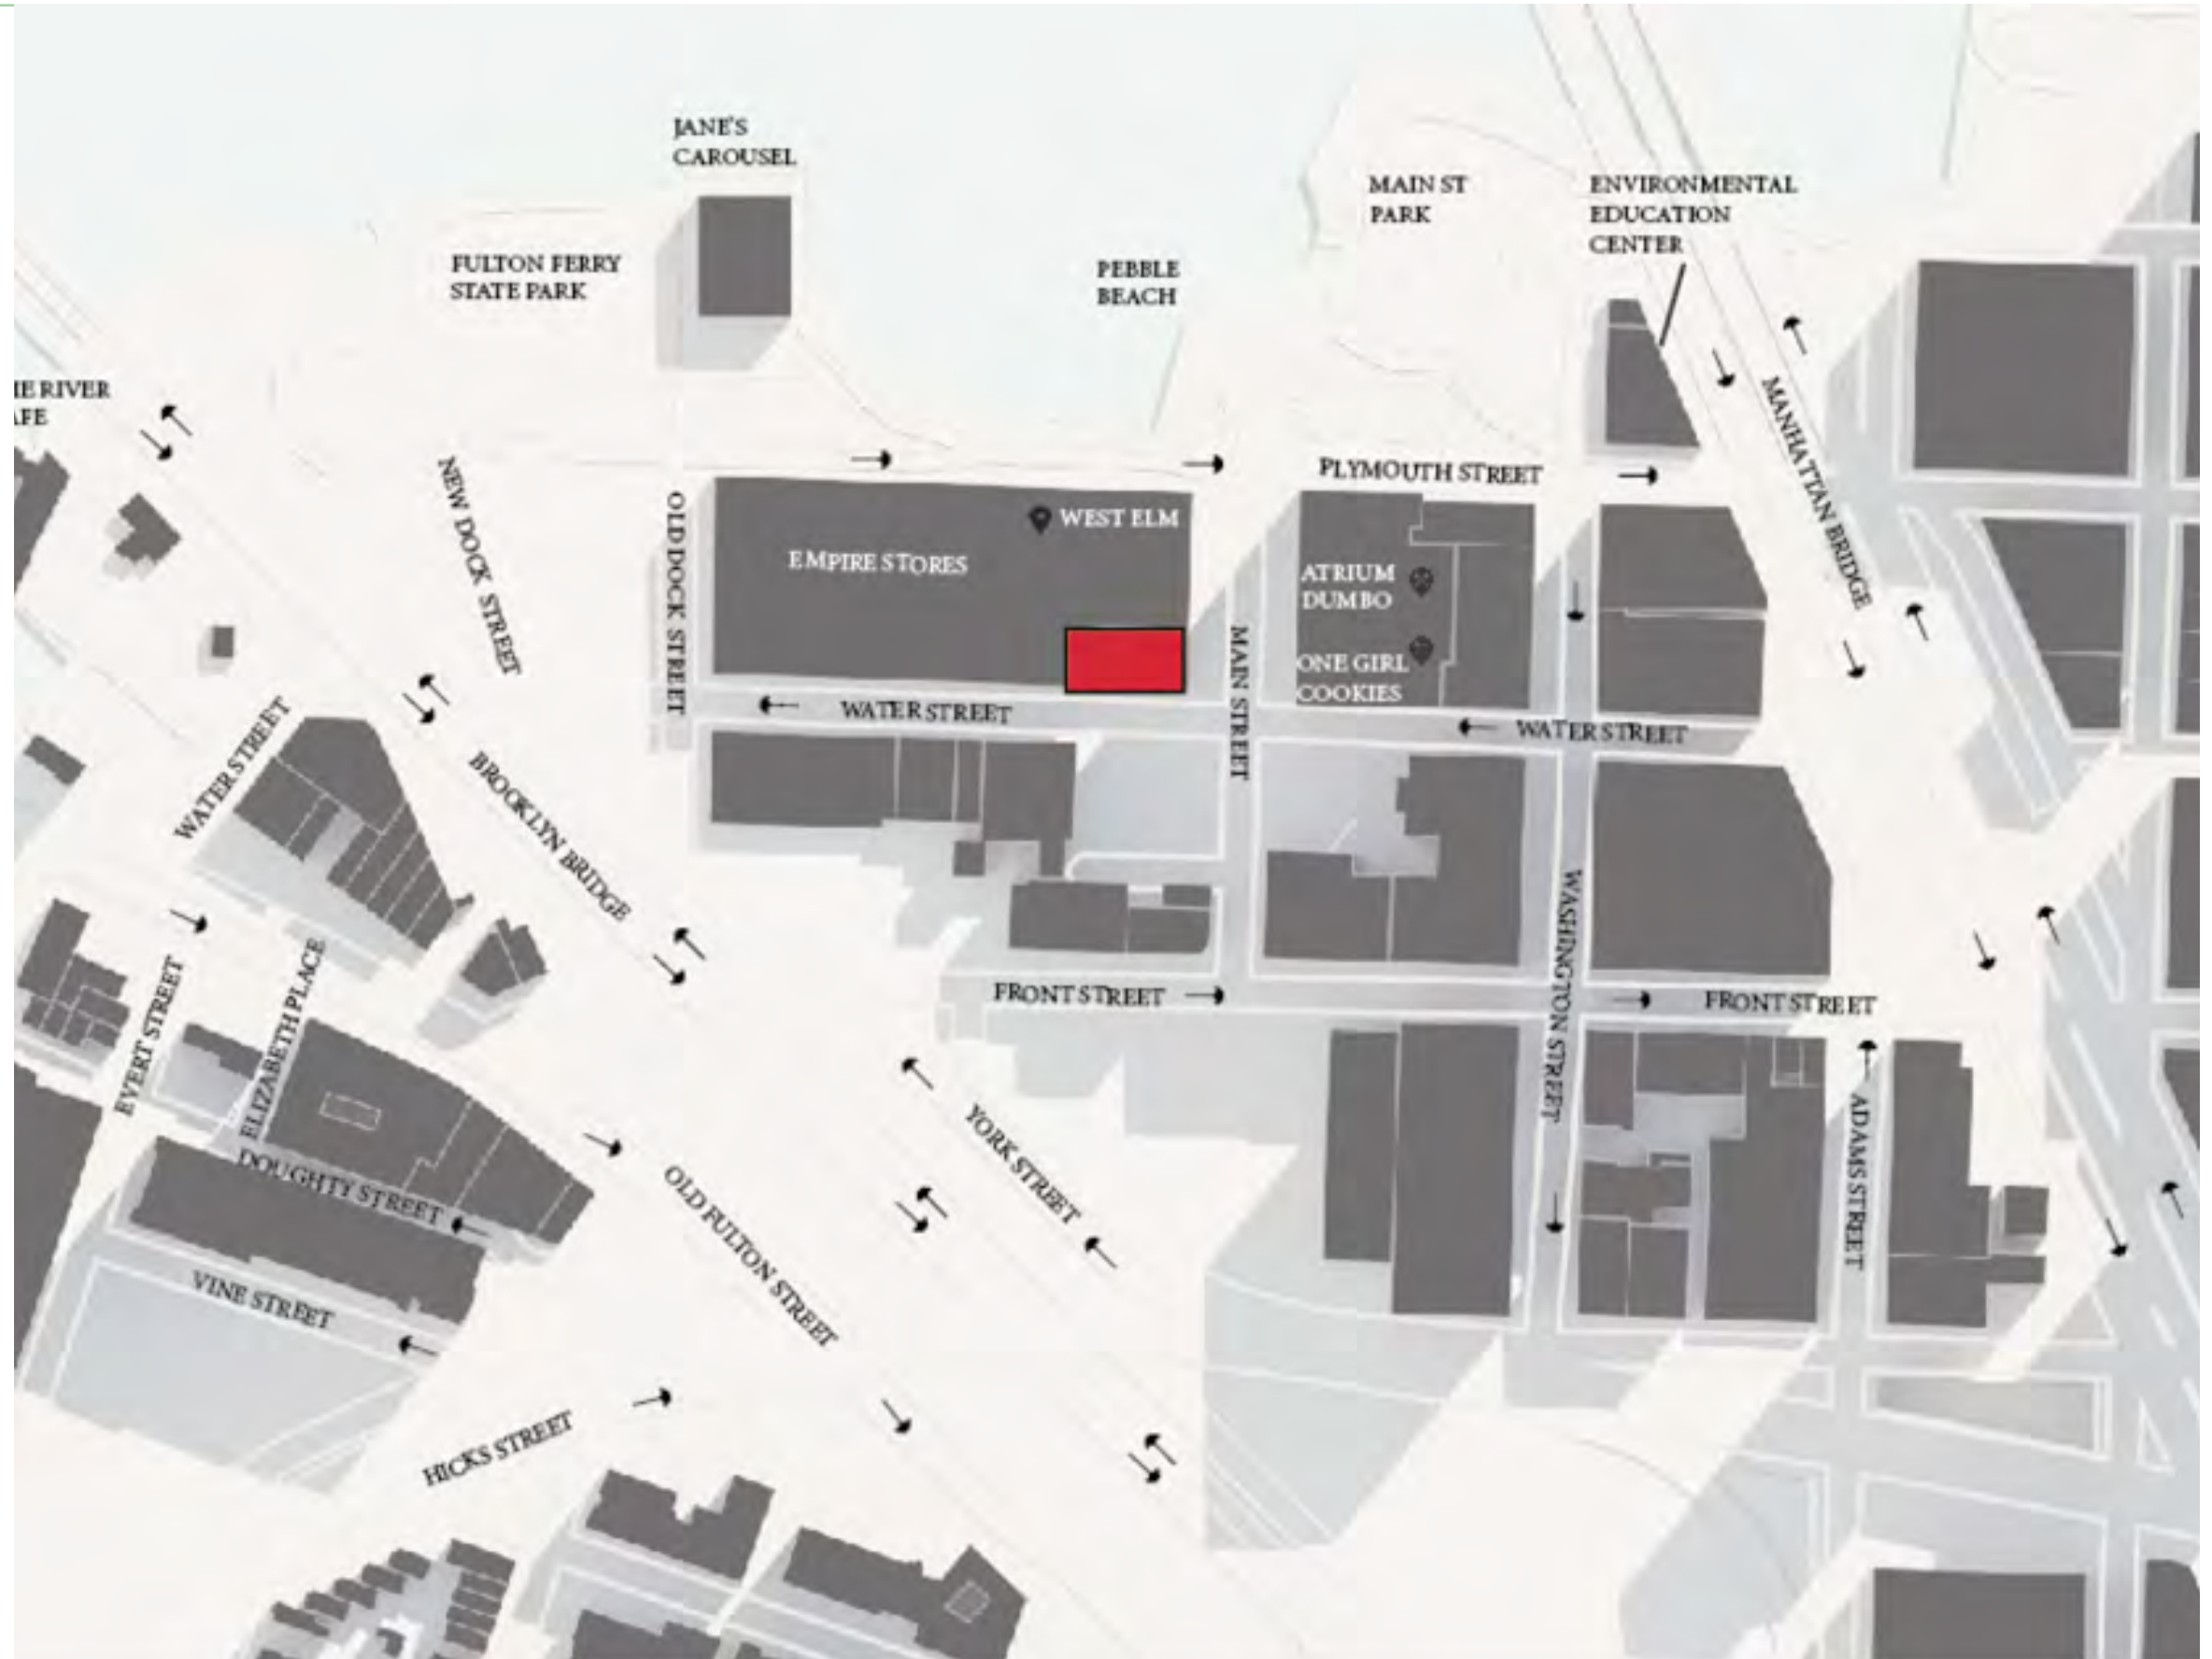 JANE'S
CAROUSEL
MAIN ST
PARK
ENVIRONMENTAL
EDUCATION
CENTER
FULTON FERRY
STATE PARK
PEBBLE
BEACH
IE RIVER
AFE
NEW DOCK STREET
OLD DOCK STREET
PLYMOUTH STREET
MANHATTAN BRIDGE
WEST ELM
EMPIRE STORES
ATRIUM
DUMBO
ONE GIRL
COOKIES
MAIN STREET
WATER STREET
WATER STREET
WATER STREET
BROOKLYN BRIDGE
WASHINGTON STREET
FRONT STREET
FRONT STREET
EVERT STREET
ELIZABETH PLACE
YORK STREET
ADAMS STREET
DOUGHTY STREET
OLD FULTON STREET
VINE STREET
HICKS STREET